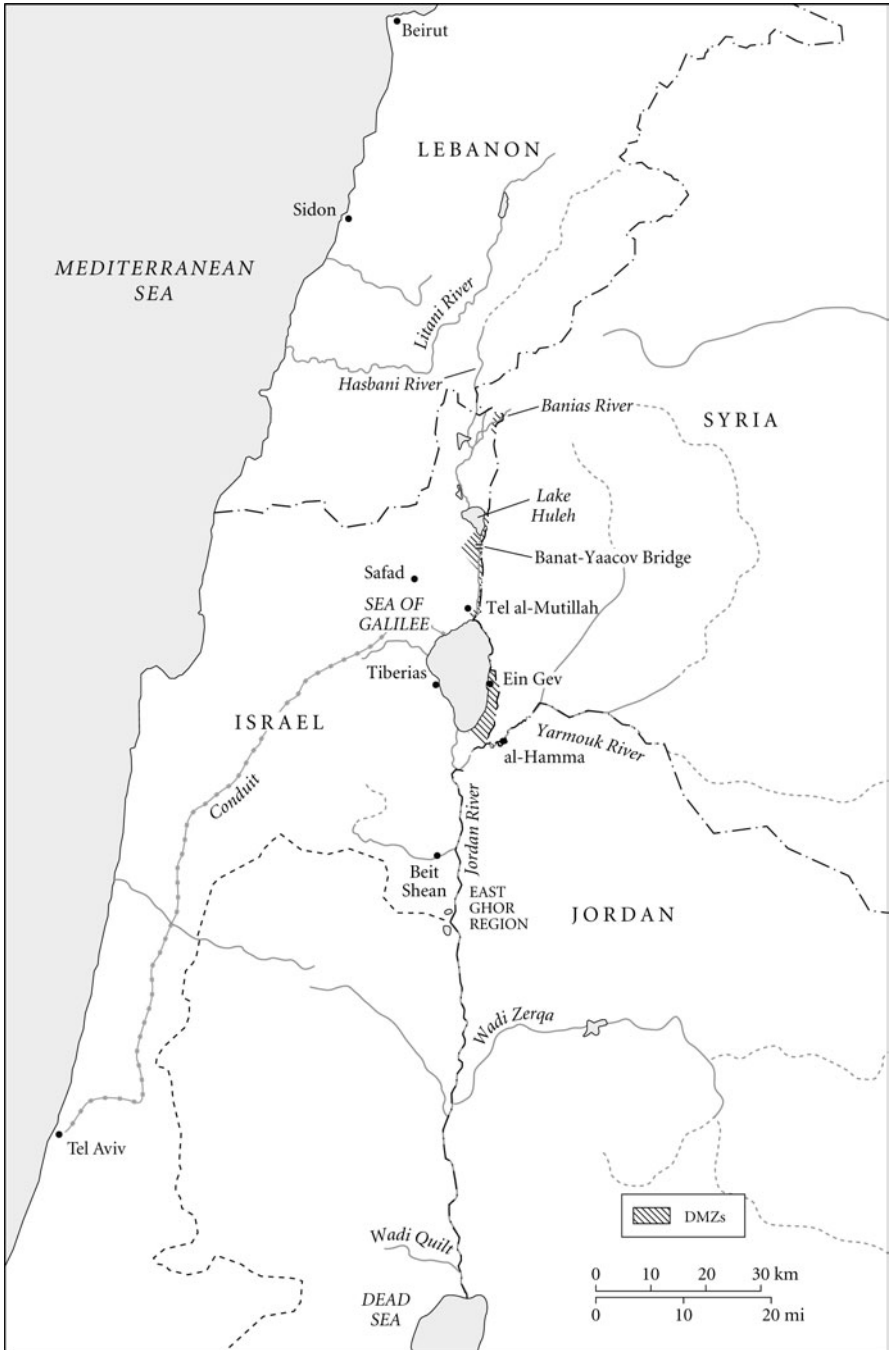 Beirut
LEBANON
Sidon
MEDITERRANEAN
SEA
Litani River
Hasbani River
Banias River
SYRIA
Lake
Huleh
Banat-Yaacov Bridge
Safad
Tel al-Mutillah
SEA OF
GALILEE
Tiberias
Ein Gev
ISRAEL
Yarmouk River
al-Hamma
Conduit
Jordan River
Beit
Shean
EAST
GHOR
REGION
JORDAN
Wadi Zerqa
Tel Aviv
DMZs
Wadi Quilt
0 10 20 30 km
0 10 20 mi
DEAD
SEA